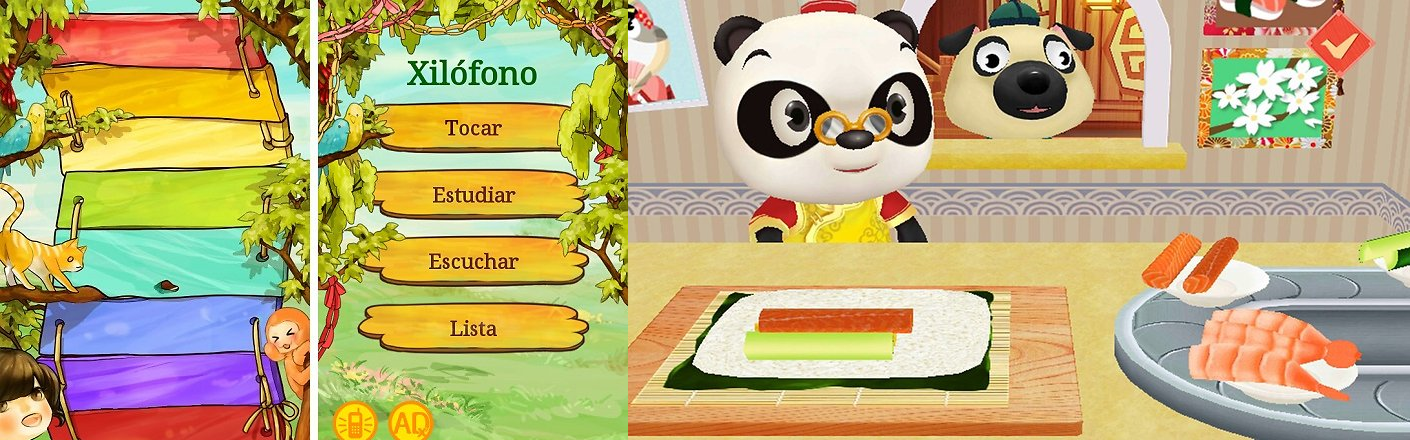 Xilófono
Tocar
Estudiar
Escuchar
Lista
AD